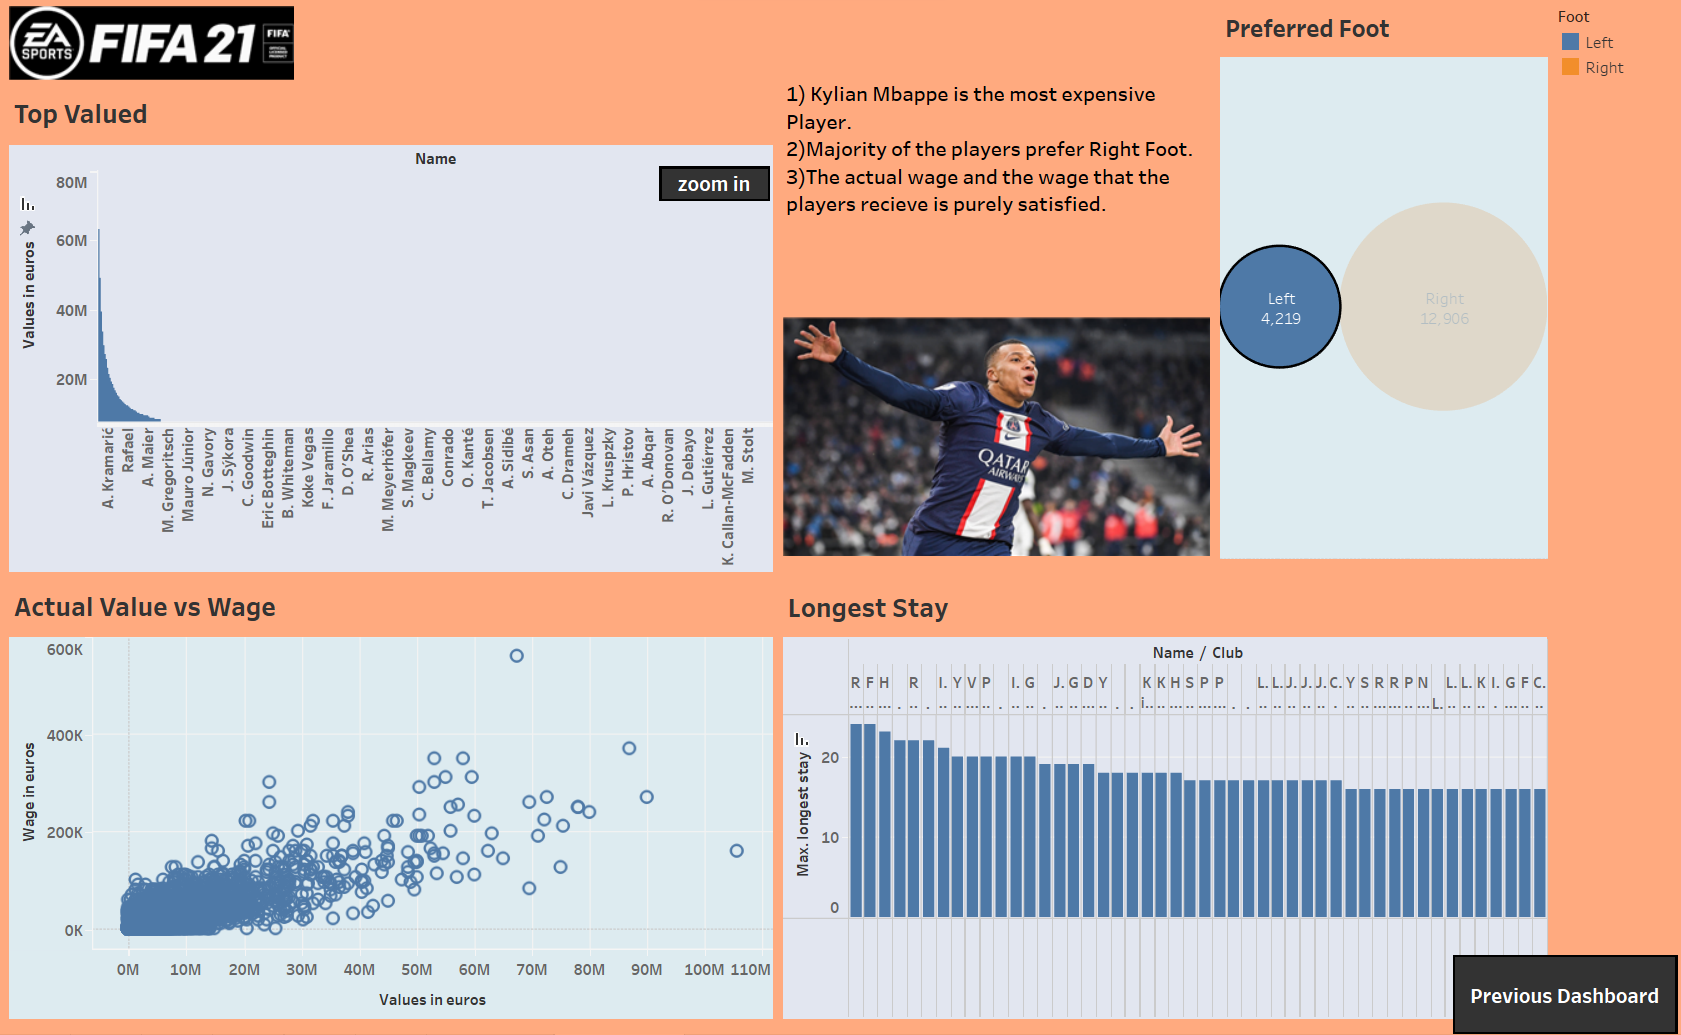 EA SPORTS FIFA 21 FIFA
Top Valued
Name
zoom in
Values in euros
80M
60M
40M
20M
A. Kramarić
Rafael
A. Maier
M. Gregoritsch
Mauro Júnior
N. Gavory
J. Sýkora
C. Goodwin
Eric Botteghin
B. Whiteman
Koke Vegas
F. Jaramillo
D. O'Shea
R. Arias
M. Meyerhöfer
S. Magkeev
C. Bellamy
Conrado
O. Kanté
T. Jacobsen
A. Sidibé
S. Asan
A. Oteh
C. Drameh
Javi Vázquez
L. Kruspzky
P. Hristov
A. Abqar
R. O'Donovan
J. Debayo
L. Gutiérrez
K. Callan-McFadden
M. Stolt
1) Kylian Mbappe is the most expensive
Player.
2)Majority of the players prefer Right Foot.
3)The actual wage and the wage that the
players recieve is purely satisfied.
QATAR
AIRWAYS
Preferred Foot
Left
4,219
Right
12,906
Foot
Left
Right
Actual Value vs Wage
Wage in euros
600K
400K
200K
0K
0M 10M 20M 30M 40M 50M 60M 70M 80M 90M 100M 110M
Values in euros
Longest Stay
Name / Club
R F H . R . I. Y V P . I. G . J. G D Y . . K K H S P P . . L. L. J. J. J. C. Y S R R P N L. L. L. K I. G F C.
Max. longest stay
20
10
0
Previous Dashboard